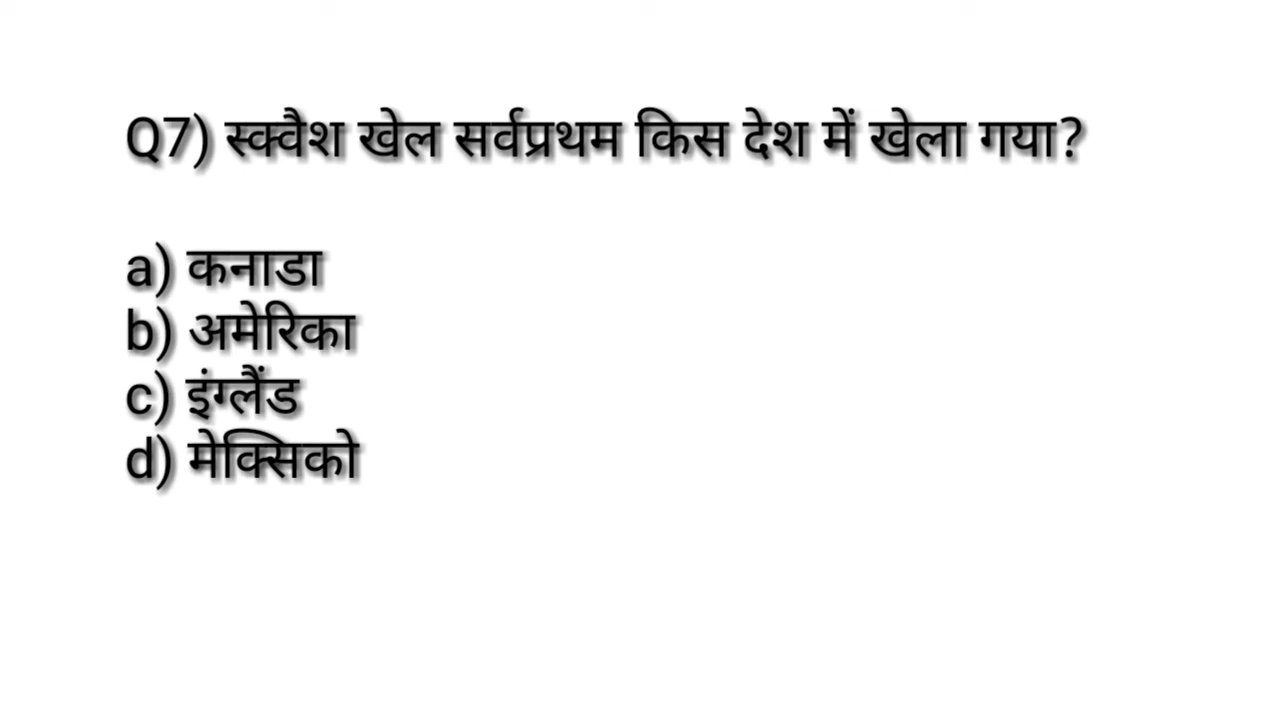 Q7) स्क्वैश खेल सर्वप्रथम किस देश में खेला गया?
a) कनाडा
b) अमेरिका
c) इंग्लैंड
d) मेक्सिको